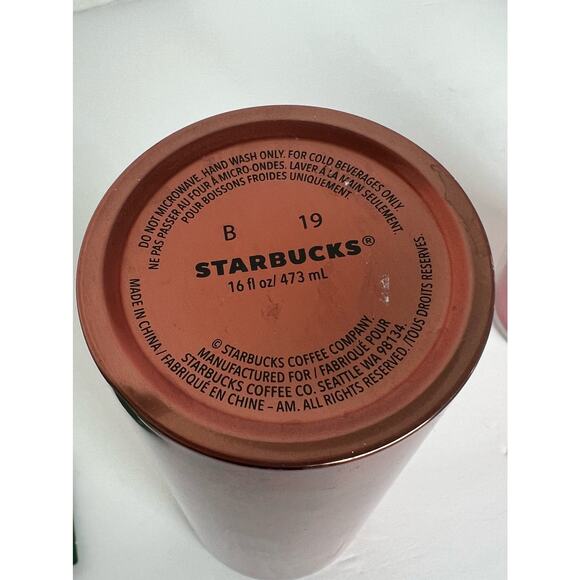 DO NOT MICROWAVE. HAND WASH ONLY. FOR COLD BEVERAGES ONLY.
NE PAS PASSER AU FOUR À MICRO-ONDES. LAVER À LA MAIN SEULEMENT.
POUR BOISSONS FROIDES UNIQUEMENT.
B 19
STARBUCKS®
16 fl oz/ 473 mL
© STARBUCKS COFFEE COMPANY.
MANUFACTURED FOR / FABRIQUÉ POUR
STARBUCKS COFFEE CO. SEATTLE WA 98134.
MADE IN CHINA / FABRIQUÉ EN CHINE – AM. ALL RIGHTS RESERVED. /TOUS DROITS RESERVES.